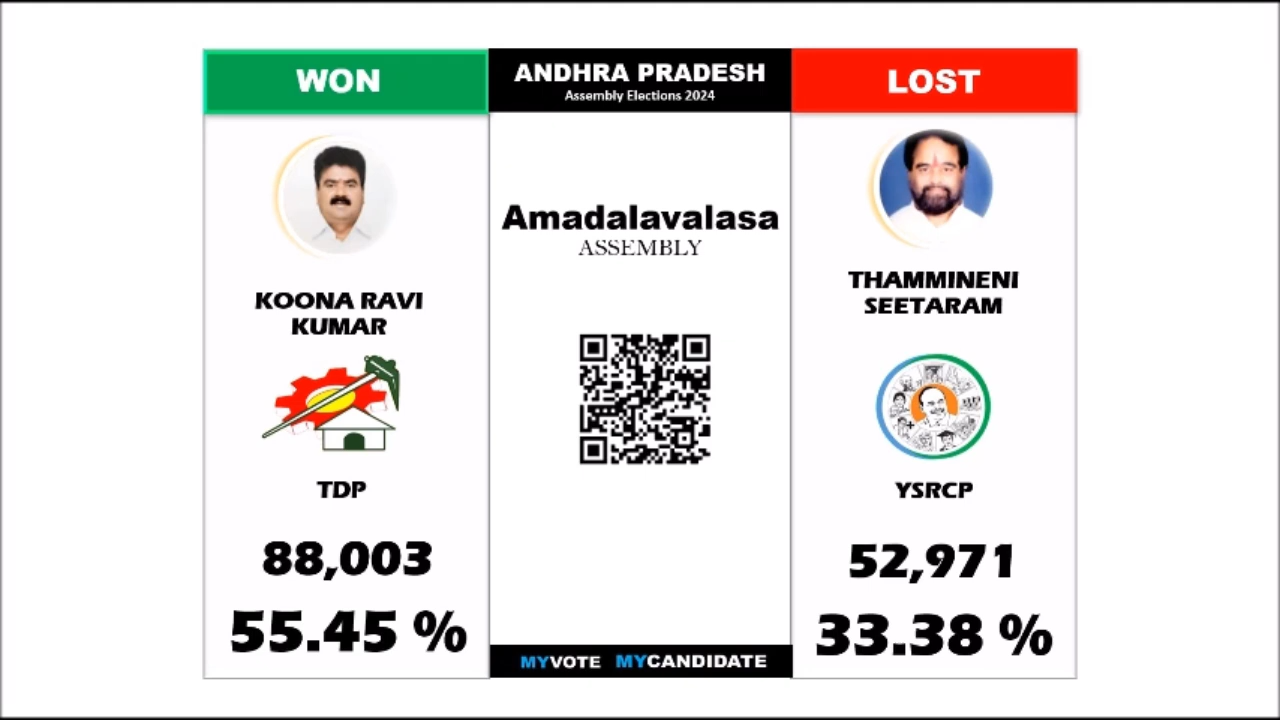 WON
KOONA RAVI
KUMAR
TDP
88,003
55.45 %
ANDHRA PRADESH
Assembly Elections 2024
Amadalavalasa
ASSEMBLY
MYVOTE MYCANDIDATE
LOST
THAMMINENI
SEETARAM
YSRCP
52,971
33.38 %